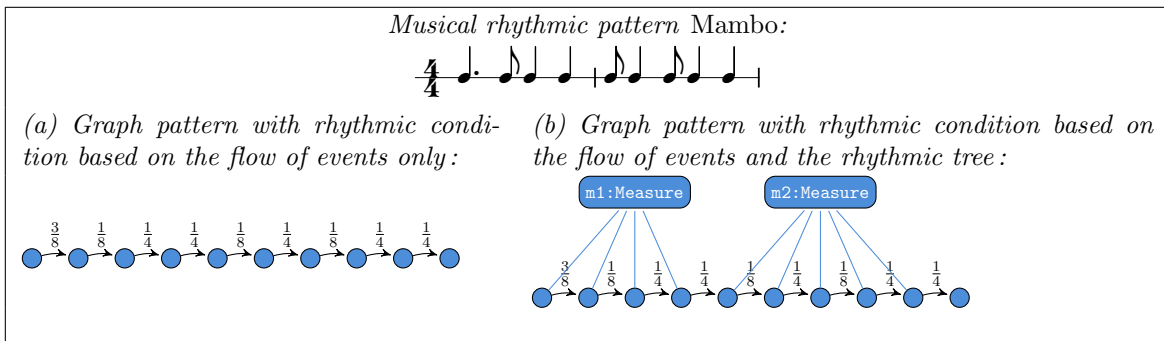 Musical rhythmic pattern Mambo:
4
4
(a) Graph pattern with rhythmic condi-
tion based on the flow of events only:
3/8 1/8 1/4 1/4 1/8 1/4 1/8 1/4 1/4
(b) Graph pattern with rhythmic condition based on
the flow of events and the rhythmic tree:
m1:Measure m2:Measure
3/8 1/8 1/4 1/4 1/8 1/4 1/8 1/4 1/4